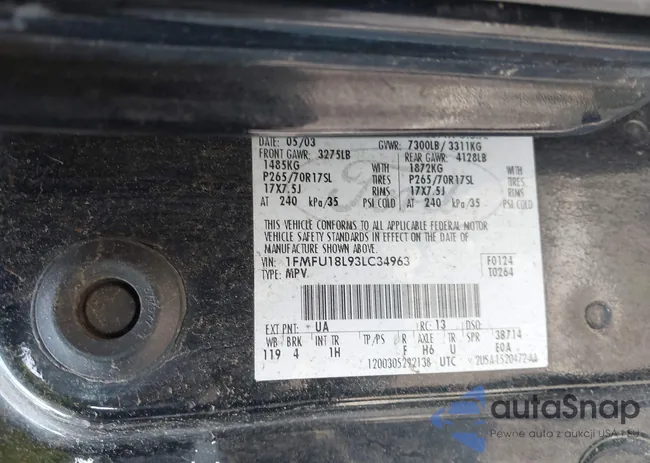 DATE: 05/03 GVWR: 7300LB/ 3311KG
FRONT GAWR: 3275LB REAR GAWR: 4128LB
1485KG WITH 1872KG WITH
P265/70R17SL TIRES P265/70R17SL TIRES
17X7.5J RIMS 17X7.5J RIMS
AT 240 kPa/35 PSI COLD AT 240 kPa/35 PSI COLD
THIS VEHICLE CONFORMS TO ALL APPLICABLE FEDERAL MOTOR
VEHICLE SAFETY STANDARDS IN EFFECT ON THE DATE OF
MANUFACTURE SHOWN ABOVE.
VIN: 1FMFU18L93LC34963 F0124
TYPE: MPV T0264
EXT PNT: UA RC: 13 DSO:
WB BRK INT TR TP/PS R AXLE TR SPR 38714
119 4 1H F H6 U E0A
1200305292138 UTC
autoSnap
Pewne auta z aukcji USA i EU